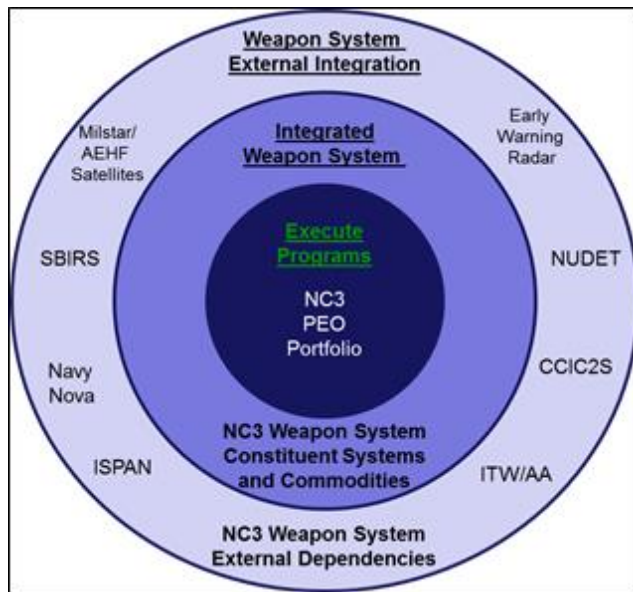 Weapon System
External Integration
Milstar/
AEHF
Satellites
Early
Warning
Radar
Integrated
Weapon System
Execute
Programs
SBIRS
NUDET
NC3
PEO
Portfolio
Navy
Nova
CCIC2S
NC3 Weapon System
Constituent Systems
and Commodities
ISPAN
ITW/AA
NC3 Weapon System
External Dependencies